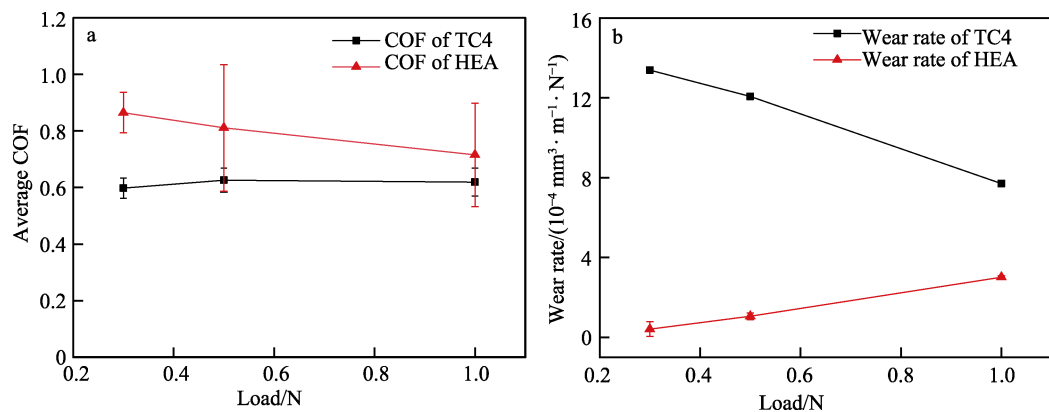 a
COF of TC4
COF of HEA
1.2
1.0
0.8
0.6
0.4
0.2
0
Average COF
0.2
0.4
0.6
0.8
1.0
Load/N
b
Wear rate of TC4
Wear rate of HEA
16
12
8
4
0
Wear rate/(10⁻⁴ mm³· m⁻¹· N⁻¹)
0.2
0.4
0.6
0.8
1.0
Load/N